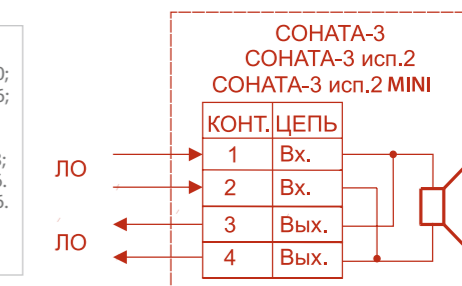 СОНАТА-3
СОНАТА-3 исп.2
СОНАТА-3 исп.2 MINI
КОНТ. ЦЕПЬ
ЛО 1 Вх.
2 Вх.
ЛО 3 Вых.
4 Вых.